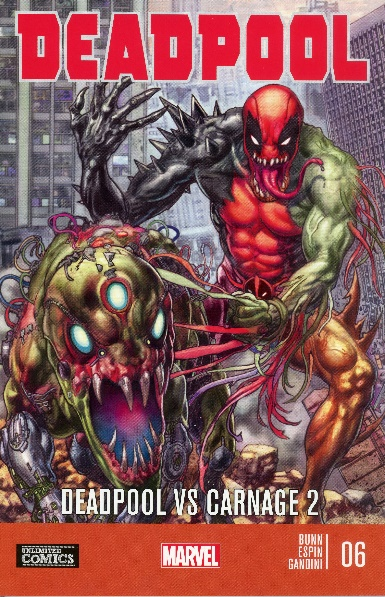 DEADPOOL
DEADPOOL VS CARNAGE 2
UNLIMITED
COMICS
MARVEL
BUNN
ESPIN
GANDINI
06